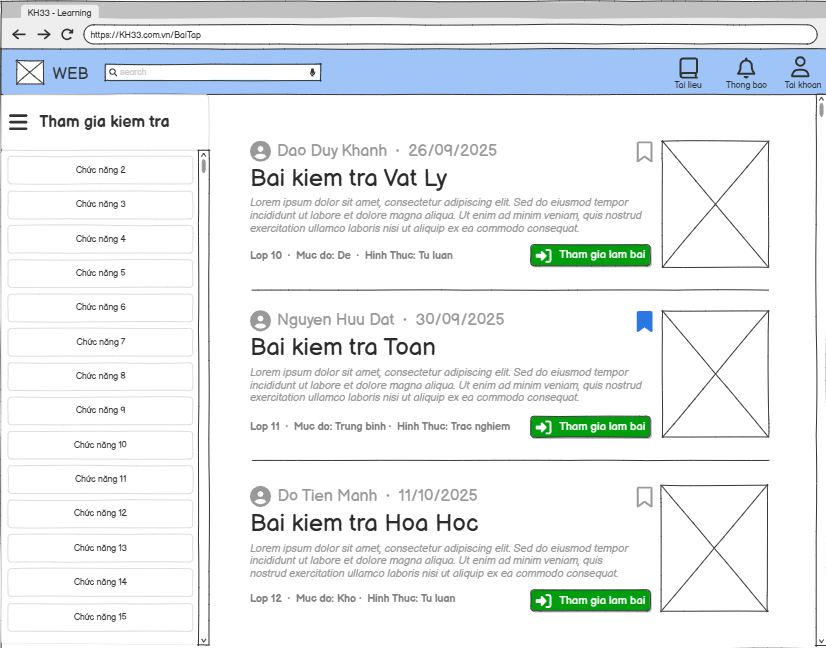 KH33 - Learning
https://KH33.com.vn/BaiTap
WEB
search
Tai lieu
Thong bao
Tai khoan
Tham gia kiem tra
Chức năng 2
Chức năng 3
Chức năng 4
Chức năng 5
Chức năng 6
Chức năng 7
Chức năng 8
Chức năng 9
Chức năng 10
Chức năng 11
Chức năng 12
Chức năng 13
Chức năng 14
Chức năng 15
Dao Duy Khanh · 26/09/2025
Bai kiem tra Vat Ly
Lorem ipsum dolor sit amet, consectetur adipiscing elit. Sed do eiusmod tempor
incididunt ut labore et dolore magna aliqua. Ut enim ad minim veniam, quis nostrud
exercitation ullamco laboris nisi ut aliquip ex ea commodo consequat.
Lop 10 · Muc do: De · Hinh Thuc: Tu luan
Tham gia lam bai
Nguyen Huu Dat · 30/09/2025
Bai kiem tra Toan
Lorem ipsum dolor sit amet, consectetur adipiscing elit. Sed do eiusmod tempor
incididunt ut labore et dolore magna aliqua. Ut enim ad minim veniam, quis nostrud
exercitation ullamco laboris nisi ut aliquip ex ea commodo consequat.
Lop 11 · Muc do: Trung binh · Hinh Thuc: Trac nghiem
Tham gia lam bai
Do Tien Manh · 11/10/2025
Bai kiem tra Hoa Hoc
Lorem ipsum dolor sit amet, consectetur adipiscing elit. Sed do eiusmod tempor
incididunt ut labore et dolore magna aliqua. Ut enim ad minim veniam, quis
nostrud exercitation ullamco laboris nisi ut aliquip ex ea commodo consequat.
Lop 12 · Muc do: Kho · Hinh Thuc: Tu luan
Tham gia lam bai